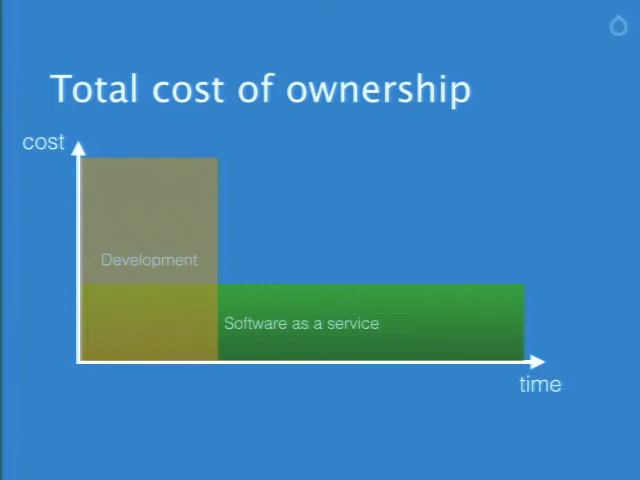 Total cost of ownership
cost
Development
Software as a service
time